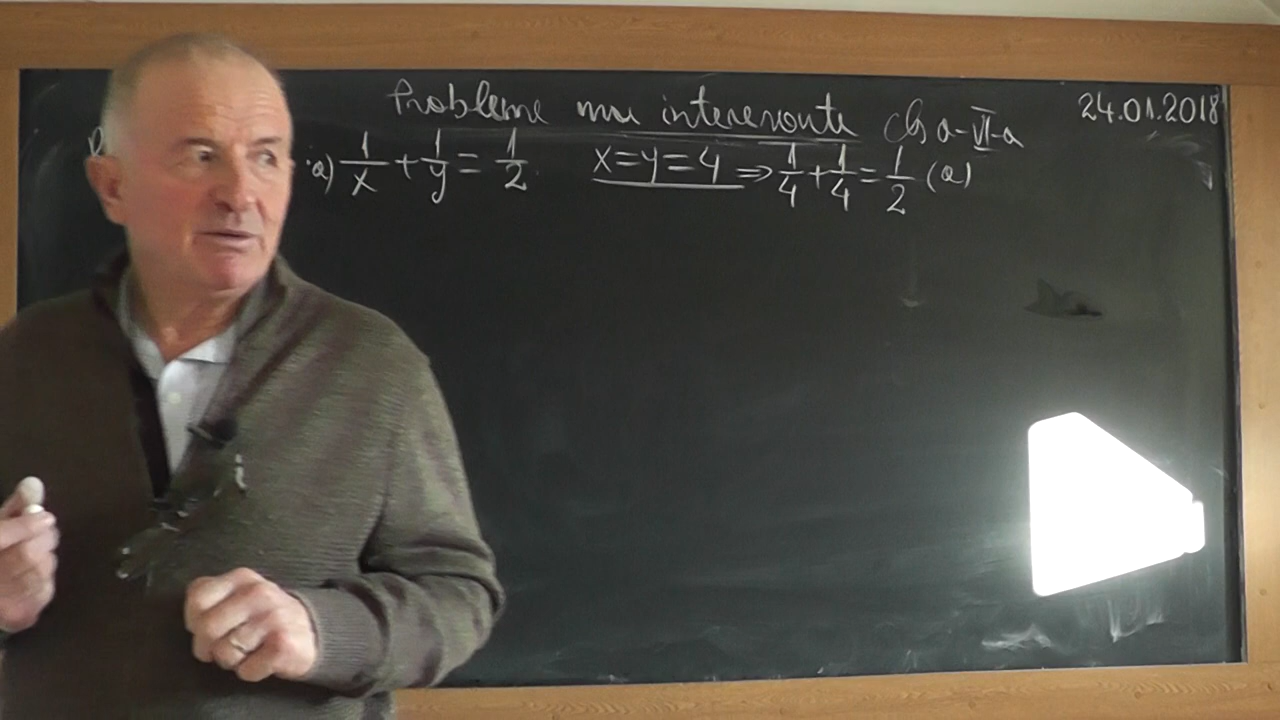 Probleme mai interesante cls a-VI-a 24.01.2018
a) 1/x + 1/y = 1/2 x=y=4 ⇒ 1/4 + 1/4 = 1/2 (a)